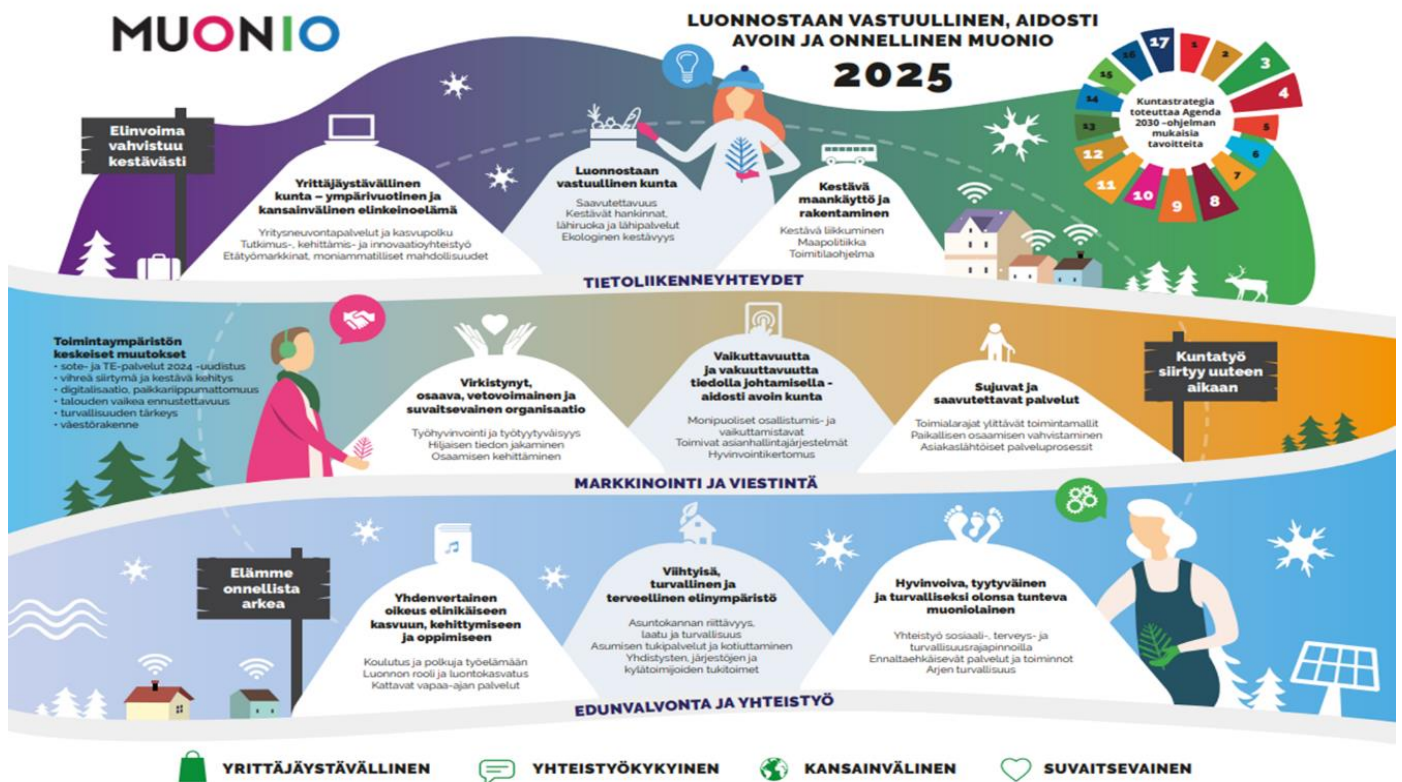 MUONIO
LUONNOSTAAN VASTUULLINEN, AIDOSTI
AVOIN JA ONNELLINEN MUONIO
2025
1
2
3
4
5
6
7
8
9
10
11
12
13
14
15
16
17
Kuntastrategia
toteuttaa Agenda
2030 –ohjelman
mukaisia
tavoitteita
Elinvoima
vahvistuu
kestävästi
Yrittäjäystävällinen
kunta – ympärivuotinen ja
kansainvälinen elinkeinoelämä
Yritysneuvontapalvelut ja kasvupolku
Tutkimus-, kehittämis- ja innovaatioyhteistyö
Etätyömarkkinat, moniammatilliset mahdollisuudet
Luonnostaan
vastuullinen kunta
Saavutettavuus
Kestävät hankinnat,
lähiruoka ja lähipalvelut
Ekologinen kestävyys
Kestävä
maankäyttö ja
rakentaminen
Kestävä liikkuminen
Maapolitiikka
Toimitilaohjelma
TIETOLIIKENNEYHTEYDET
Toimintaympäristön
keskeiset muutokset
• sote- ja TE-palvelut 2024 -uudistus
• vihreä siirtymä ja kestävä kehitys
• digitalisaatio, paikkariippumattomuus
• talouden vaikea ennustettavuus
• turvallisuuden tärkeys
• väestörakenne
Virkistynyt,
osaava, vetovoimainen ja
suvaitsevainen organisaatio
Työhyvinvointi ja työtyytyväisyys
Hiljaisen tiedon jakaminen
Osaamisen kehittäminen
Vaikuttavuutta
ja vakuuttavuutta
tiedolla johtamisella -
aidosti avoin kunta
Monipuoliset osallistumis- ja
vaikuttamistavat
Toimivat asianhallintajärjestelmät
Hyvinvointikertomus
Sujuvat ja
saavutettavat palvelut
Toimialarajat ylittävät toimintamallit
Paikallisen osaamisen vahvistaminen
Asiakaslähtöiset palveluprosessit
Kuntatyö
siirtyy uuteen
aikaan
MARKKINOINTI JA VIESTINTÄ
Elämme
onnellista
arkea
Yhdenvertainen
oikeus elinikäiseen
kasvuun, kehittymiseen
ja oppimiseen
Koulutus ja polkuja työelämään
Luonnon rooli ja luontokasvatus
Kattavat vapaa-ajan palvelut
Viihtyisä,
turvallinen ja
terveellinen elinympäristö
Asuntokannan riittävyys,
laatu ja turvallisuus
Asumisen tukipalvelut ja kotiuttaminen
Yhdistysten, järjestöjen ja
kylätoimijoiden tukitoimet
Hyvinvoiva, tyytyväinen
ja turvalliseksi olonsa tunteva
muoniolainen
Yhteistyö sosiaali-, terveys- ja
turvallisuusrajapinnoilla
Ennaltaehkäisevät palvelut ja toiminnot
Arjen turvallisuus
EDUNVALVONTA JA YHTEISTYÖ
YRITTÄJÄYSTÄVÄLLINEN
YHTEISTYÖKYKYINEN
KANSAINVÄLINEN
SUVAITSEVAINEN